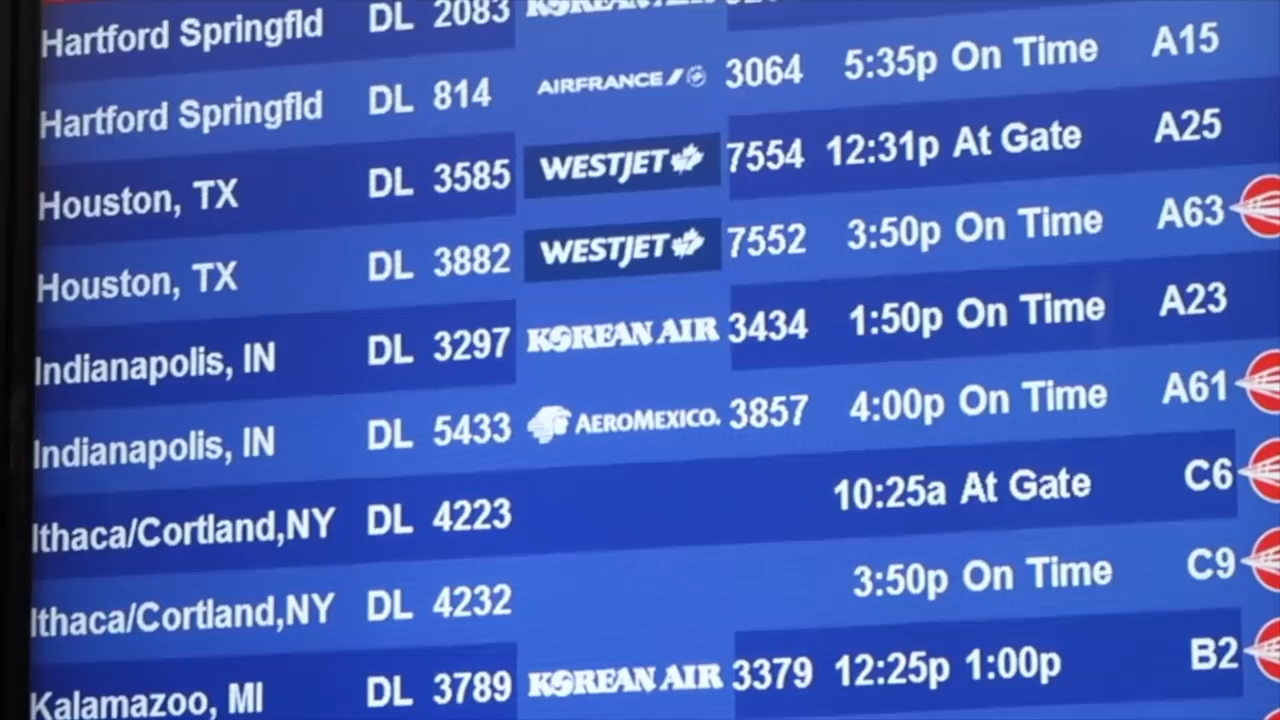 Hartford Springfld DL 2083 KOREAN AIR
Hartford Springfld DL 814 AIRFRANCE 3064 5:35p On Time A15
Houston, TX DL 3585 WESTJET 7554 12:31p At Gate A25
Houston, TX DL 3882 WESTJET 7552 3:50p On Time A63
Indianapolis, IN DL 3297 KOREAN AIR 3434 1:50p On Time A23
Indianapolis, IN DL 5433 AEROMEXICO. 3857 4:00p On Time A61
Ithaca/Cortland,NY DL 4223 10:25a At Gate C6
Ithaca/Cortland,NY DL 4232 3:50p On Time C9
Kalamazoo, MI DL 3789 KOREAN AIR 3379 12:25p 1:00p B2